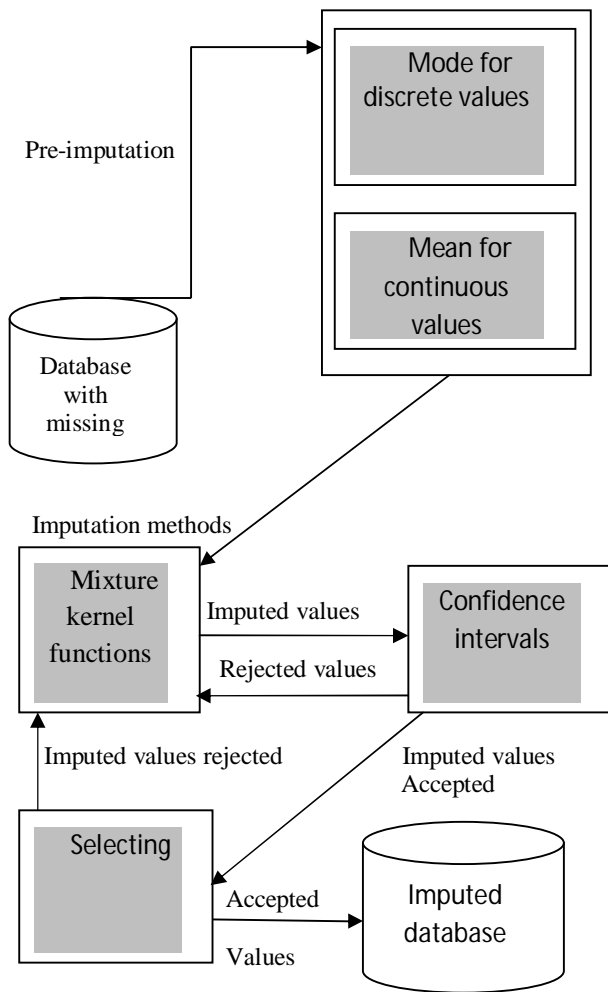 Mode for
discrete values
Pre-imputation
Mean for
continuous
values
Database
with
missing
Imputation methods
Mixture
kernel
functions
Imputed values
Confidence
intervals
Rejected values
Imputed values rejected
Imputed values
Accepted
Selecting
Accepted
Values
Imputed
database